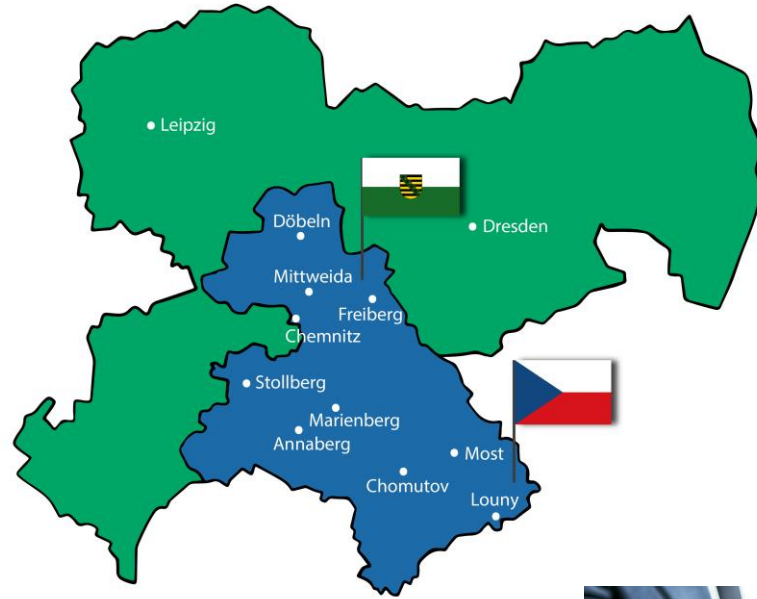 Leipzig
Döbeln
Dresden
Mittweida
Freiberg
Chemnitz
Stollberg
Marienberg
Annaberg
Most
Chomutov
Louny